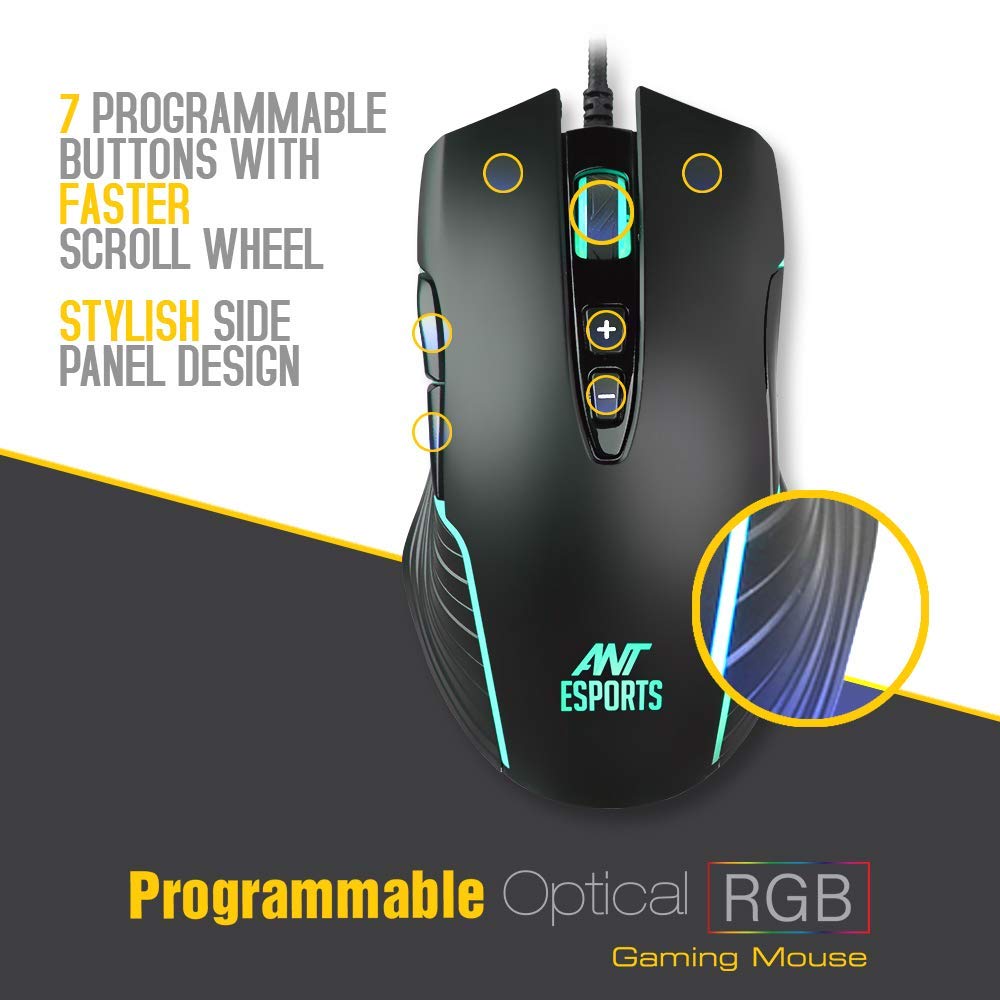 7 PROGRAMMABLE
BUTTONS WITH
FASTER
SCROLL WHEEL
STYLISH SIDE
PANEL DESIGN
+
-
ANT
ESPORTS
Programmable Optical RGB
Gaming Mouse